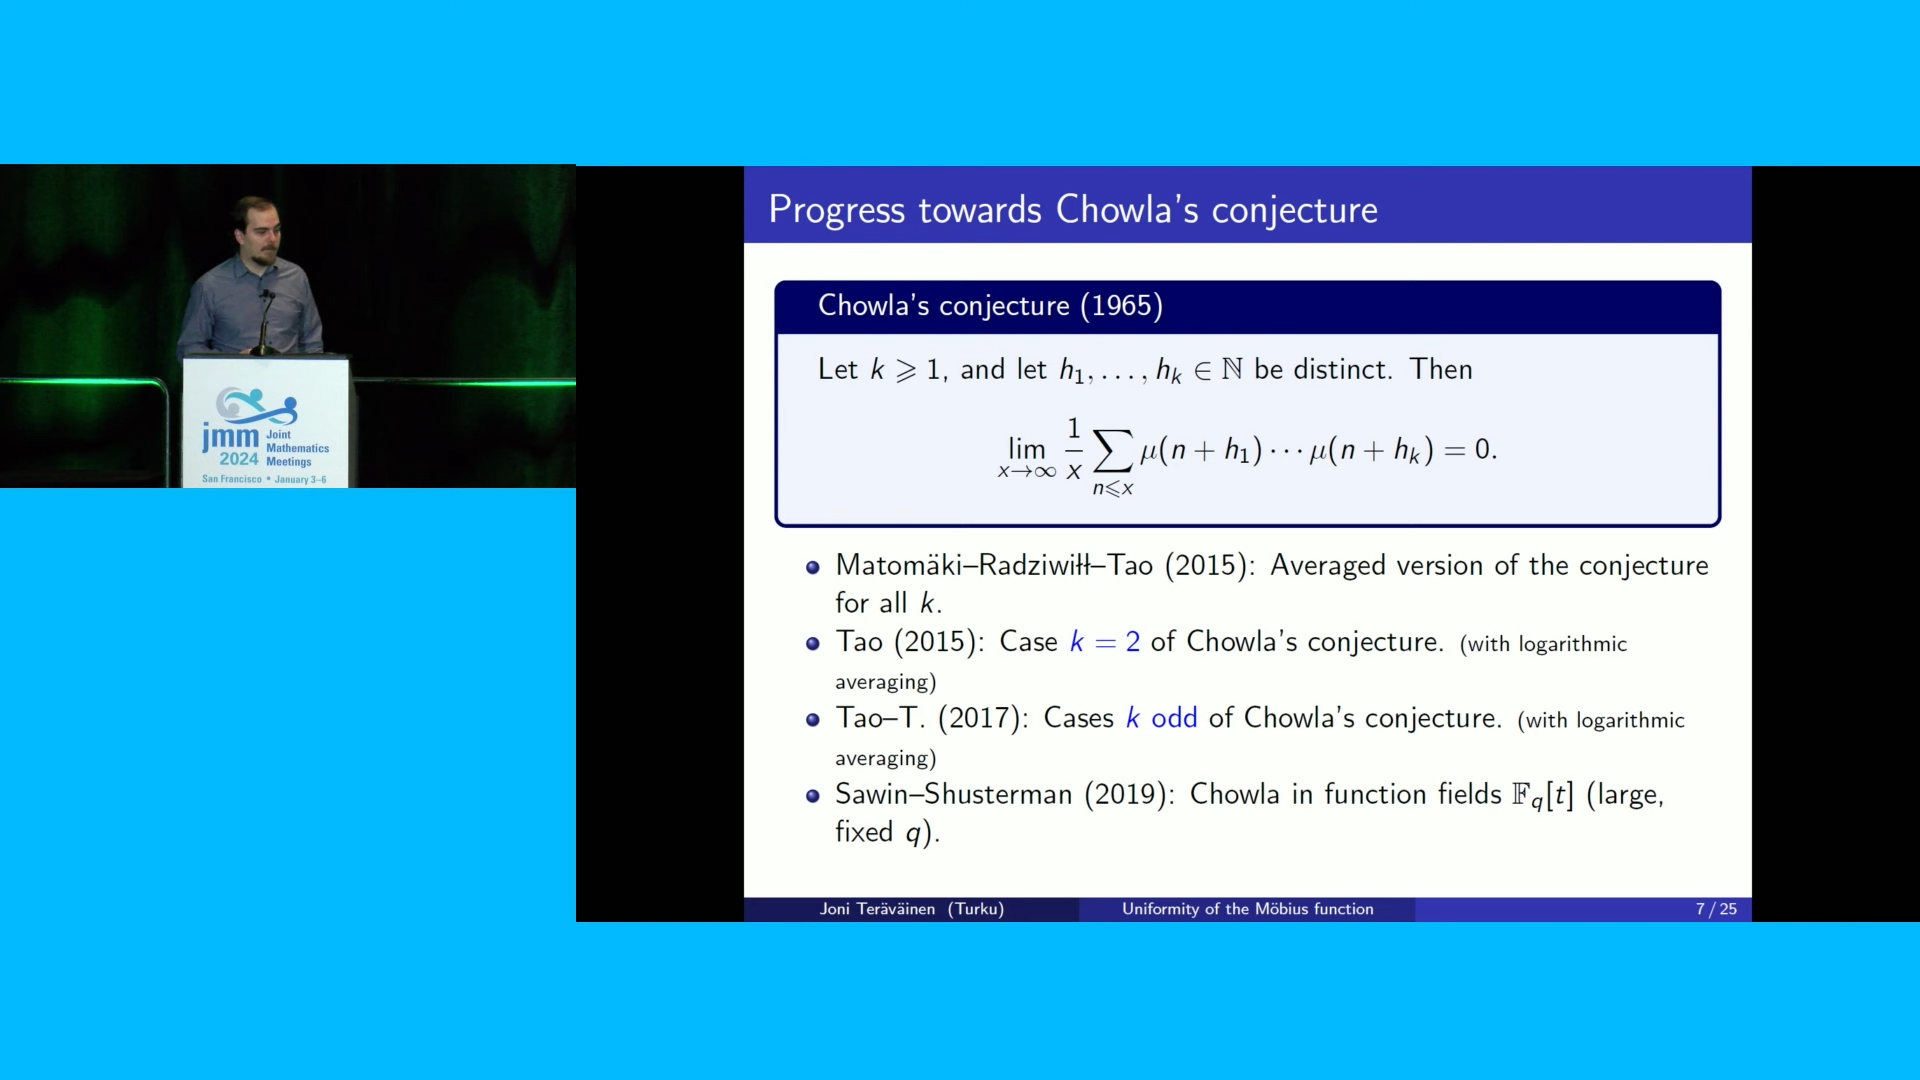 jmm Joint
Mathematics
2024 Meetings
San Francisco • January 3–6
Progress towards Chowla's conjecture
Chowla's conjecture (1965)
Let k ⩾ 1, and let h₁, . . . , hₖ ∈ ℕ be distinct. Then
lim_{x→∞} 1/x ∑_{n⩽x} μ(n + h₁) · · · μ(n + hₖ) = 0.
Matomäki–Radziwiłł–Tao (2015): Averaged version of the conjecture
for all k.
Tao (2015): Case k = 2 of Chowla's conjecture. (with logarithmic
averaging)
Tao–T. (2017): Cases k odd of Chowla's conjecture. (with logarithmic
averaging)
Sawin–Shusterman (2019): Chowla in function fields 𝔽_q[t] (large,
fixed q).
Joni Teräväinen (Turku) Uniformity of the Möbius function 7 / 25